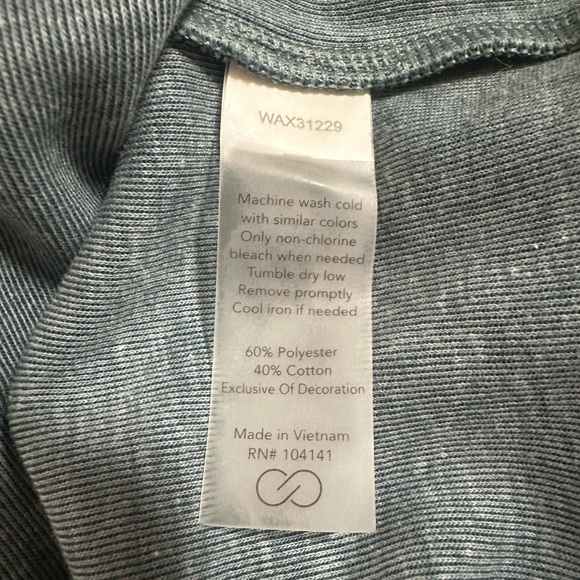 WAX31229
Machine wash cold
with similar colors
Only non-chlorine
bleach when needed
Tumble dry low
Remove promptly
Cool iron if needed
60% Polyester
40% Cotton
Exclusive Of Decoration
Made in Vietnam
RN# 104141